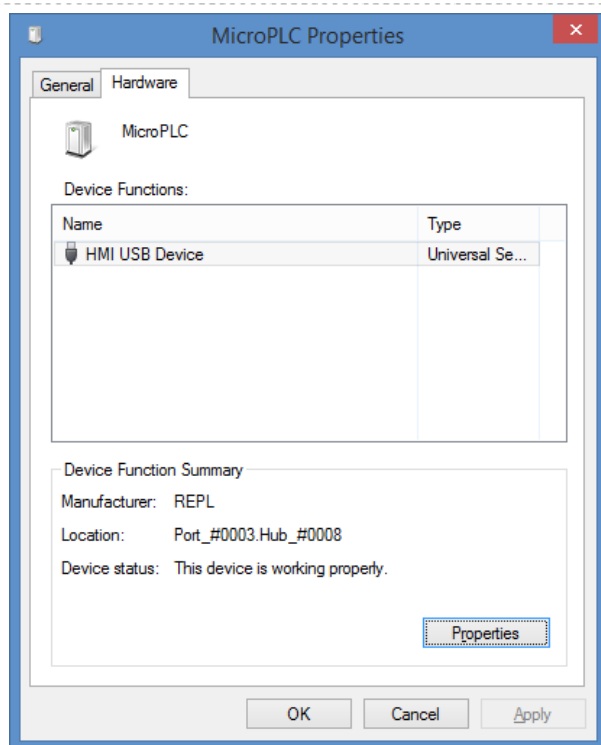 MicroPLC Properties
General Hardware
MicroPLC
Device Functions:
Name Type
HMI USB Device Universal Se...
Device Function Summary
Manufacturer: REPL
Location: Port_#0003.Hub_#0008
Device status: This device is working properly.
Properties
OK Cancel Apply